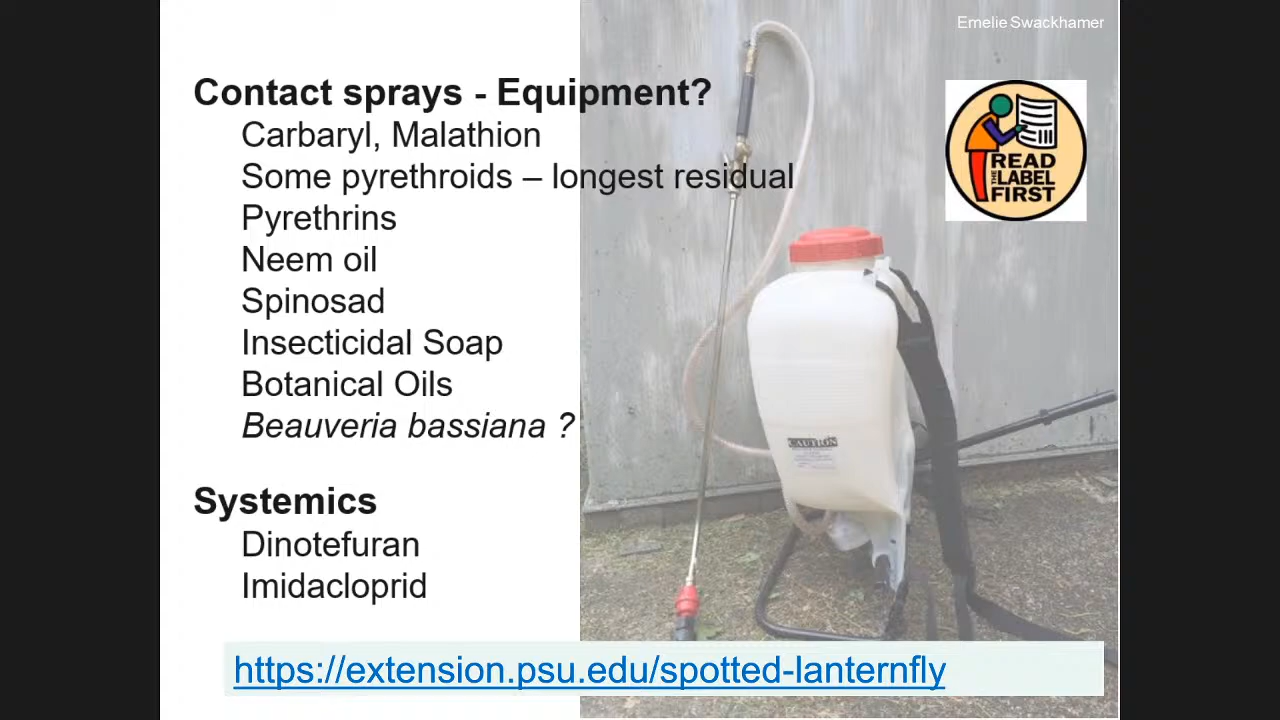 Emelie Swackhamer
Contact sprays - Equipment?
Carbaryl, Malathion
Some pyrethroids – longest residual
Pyrethrins
Neem oil
Spinosad
Insecticidal Soap
Botanical Oils
Beauveria bassiana ?
READ
THE LABEL
FIRST
CAUTION
Systemics
Dinotefuran
Imidacloprid
https://extension.psu.edu/spotted-lanternfly